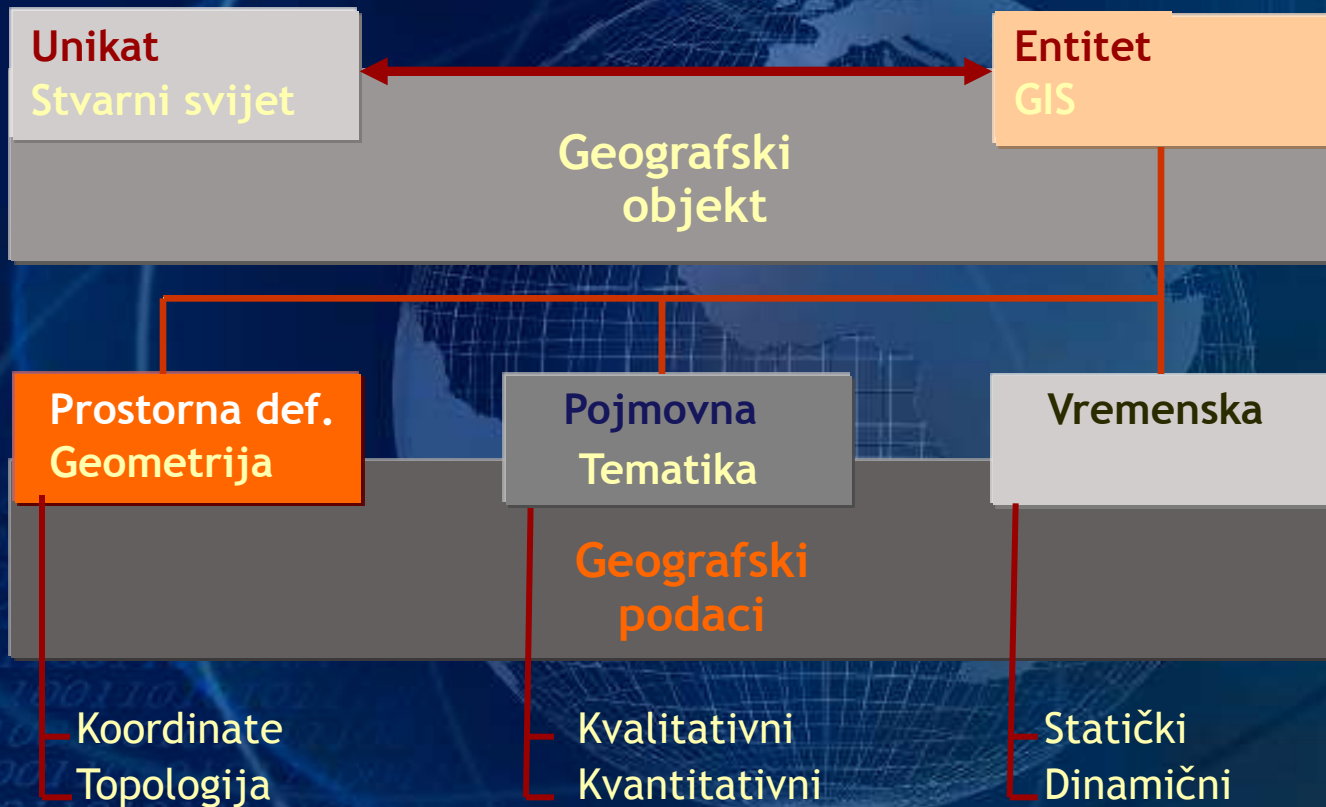 Unikat
Stvarni svijet
Entitet
GIS
Geografski
objekt
Prostorna def.
Geometrija
Pojmovna
Tematika
Vremenska
Geografski
podaci
Koordinate
Topologija
Kvalitativni
Kvantitativni
Statički
Dinamični